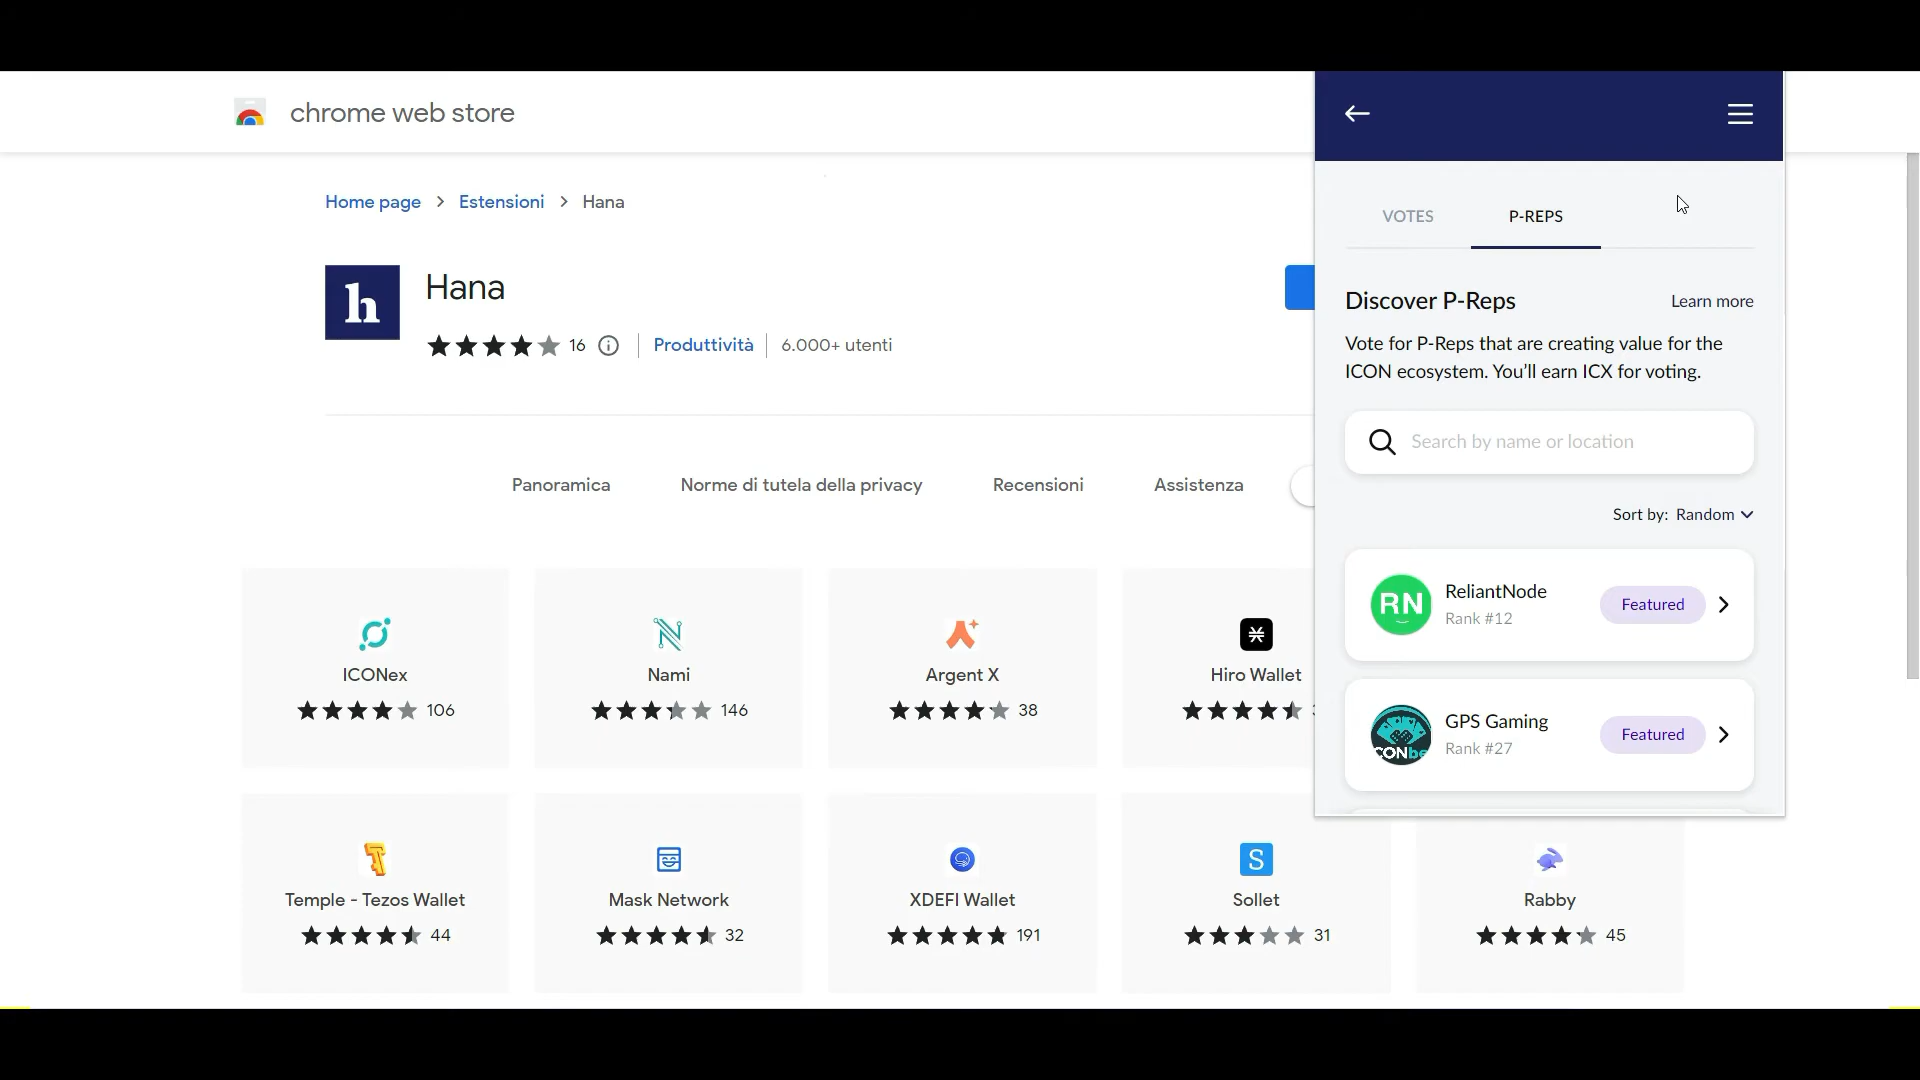 chrome web store
Home page > Estensioni > Hana
h
Hana
16
Produttività
6.000+ utenti
Panoramica
Norme di tutela della privacy
Recensioni
Assistenza
ICONex
106
Nami
146
Argent X
38
Hiro Wallet
Temple - Tezos Wallet
44
Mask Network
32
XDEFI Wallet
191
S
Sollet
31
Rabby
45
VOTES
P-REPS
Discover P-Reps
Learn more
Vote for P-Reps that are creating value for the
ICON ecosystem. You’ll earn ICX for voting.
Search by name or location
Sort by: Random
RN
ReliantNode
Rank #12
Featured
GPS Gaming
Rank #27
Featured